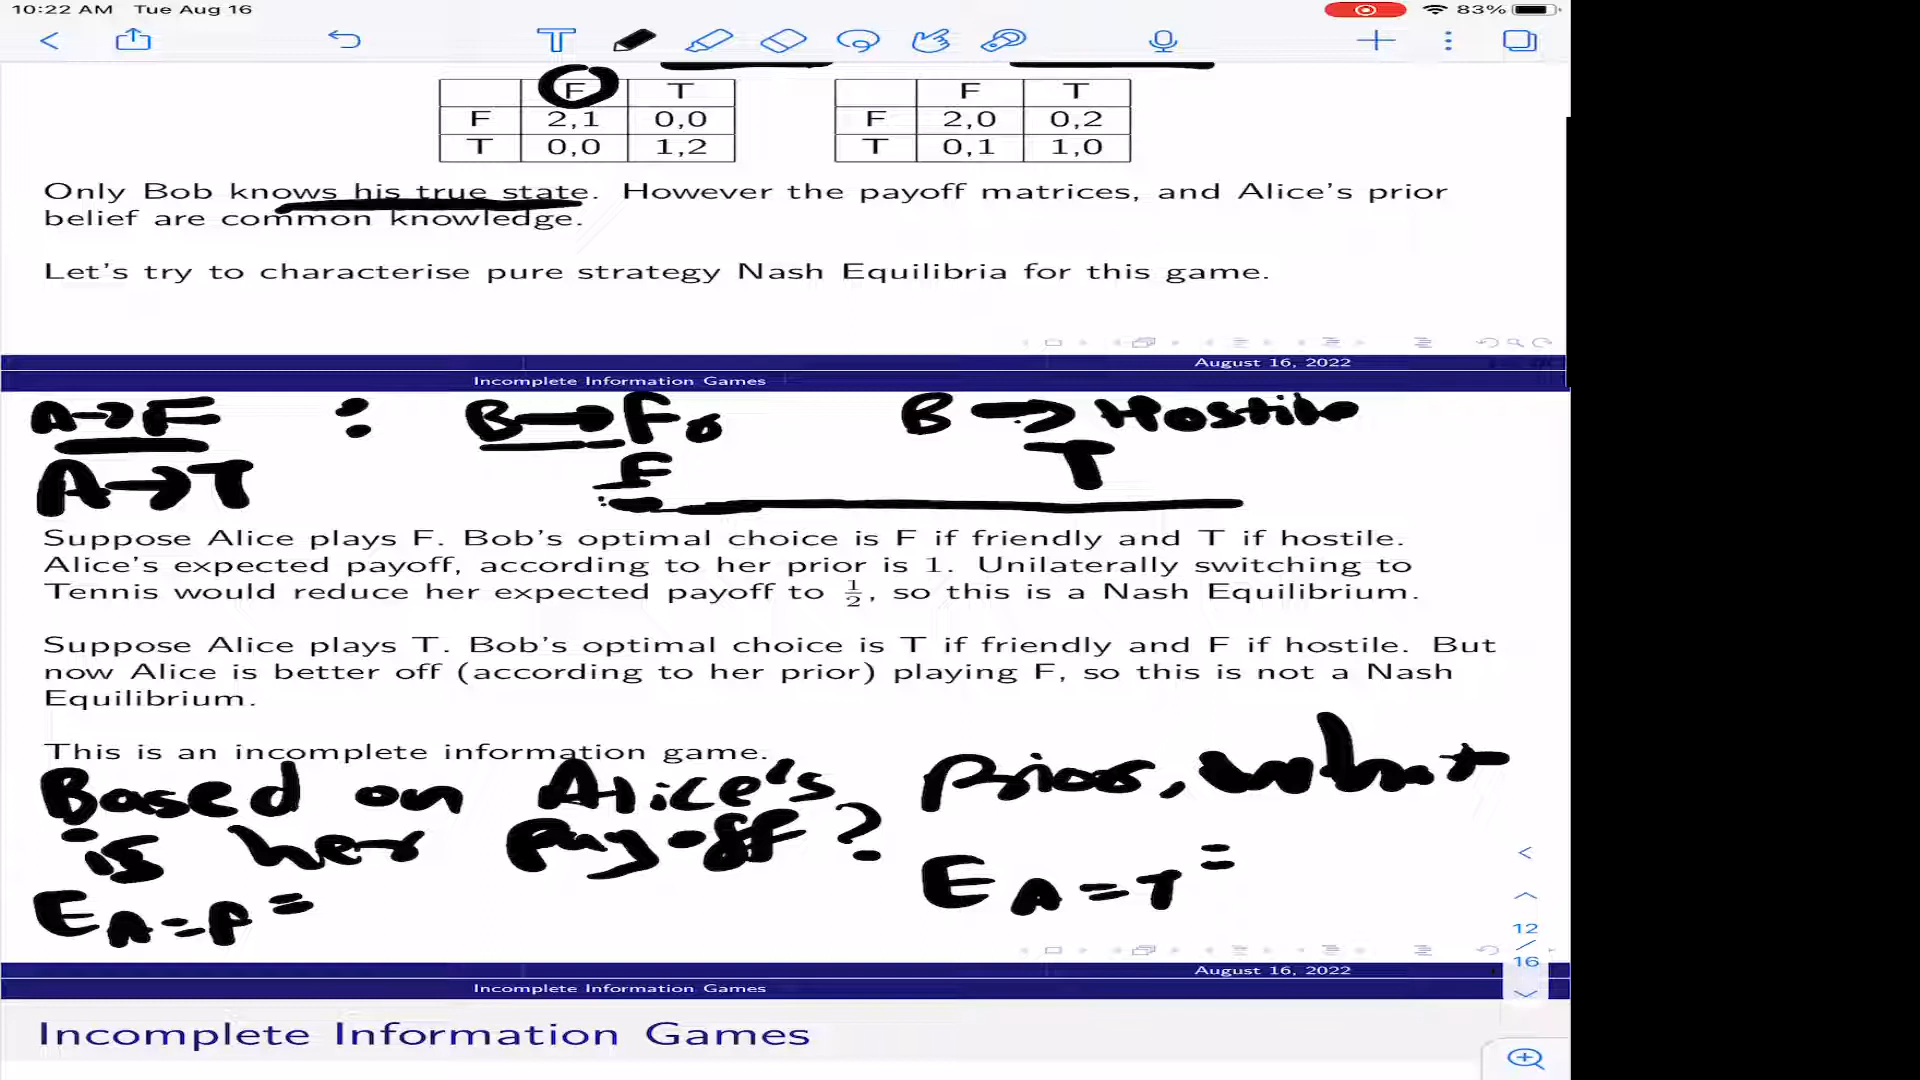 10:22 AM Tue Aug 16
83%
F T F T
F 2,1 0,0 F 2,0 0,2
T 0,0 1,2 T 0,1 1,0
Only Bob knows his true state. However the payoff matrices, and Alice's prior
belief are common knowledge.
Let's try to characterise pure strategy Nash Equilibria for this game.
August 16, 2022
Incomplete Information Games
A→F : B→Fr B→Hostile
A→T F T
Suppose Alice plays F. Bob's optimal choice is F if friendly and T if hostile.
Alice's expected payoff, according to her prior is 1. Unilaterally switching to
Tennis would reduce her expected payoff to 1/2, so this is a Nash Equilibrium.
Suppose Alice plays T. Bob's optimal choice is T if friendly and F if hostile. But
now Alice is better off (according to her prior) playing F, so this is not a Nash
Equilibrium.
This is an incomplete information game.
Based on Alice's prior, what
is her payoff?
E A=F = E A=T =
12
/
16
August 16, 2022
Incomplete Information Games
Incomplete Information Games